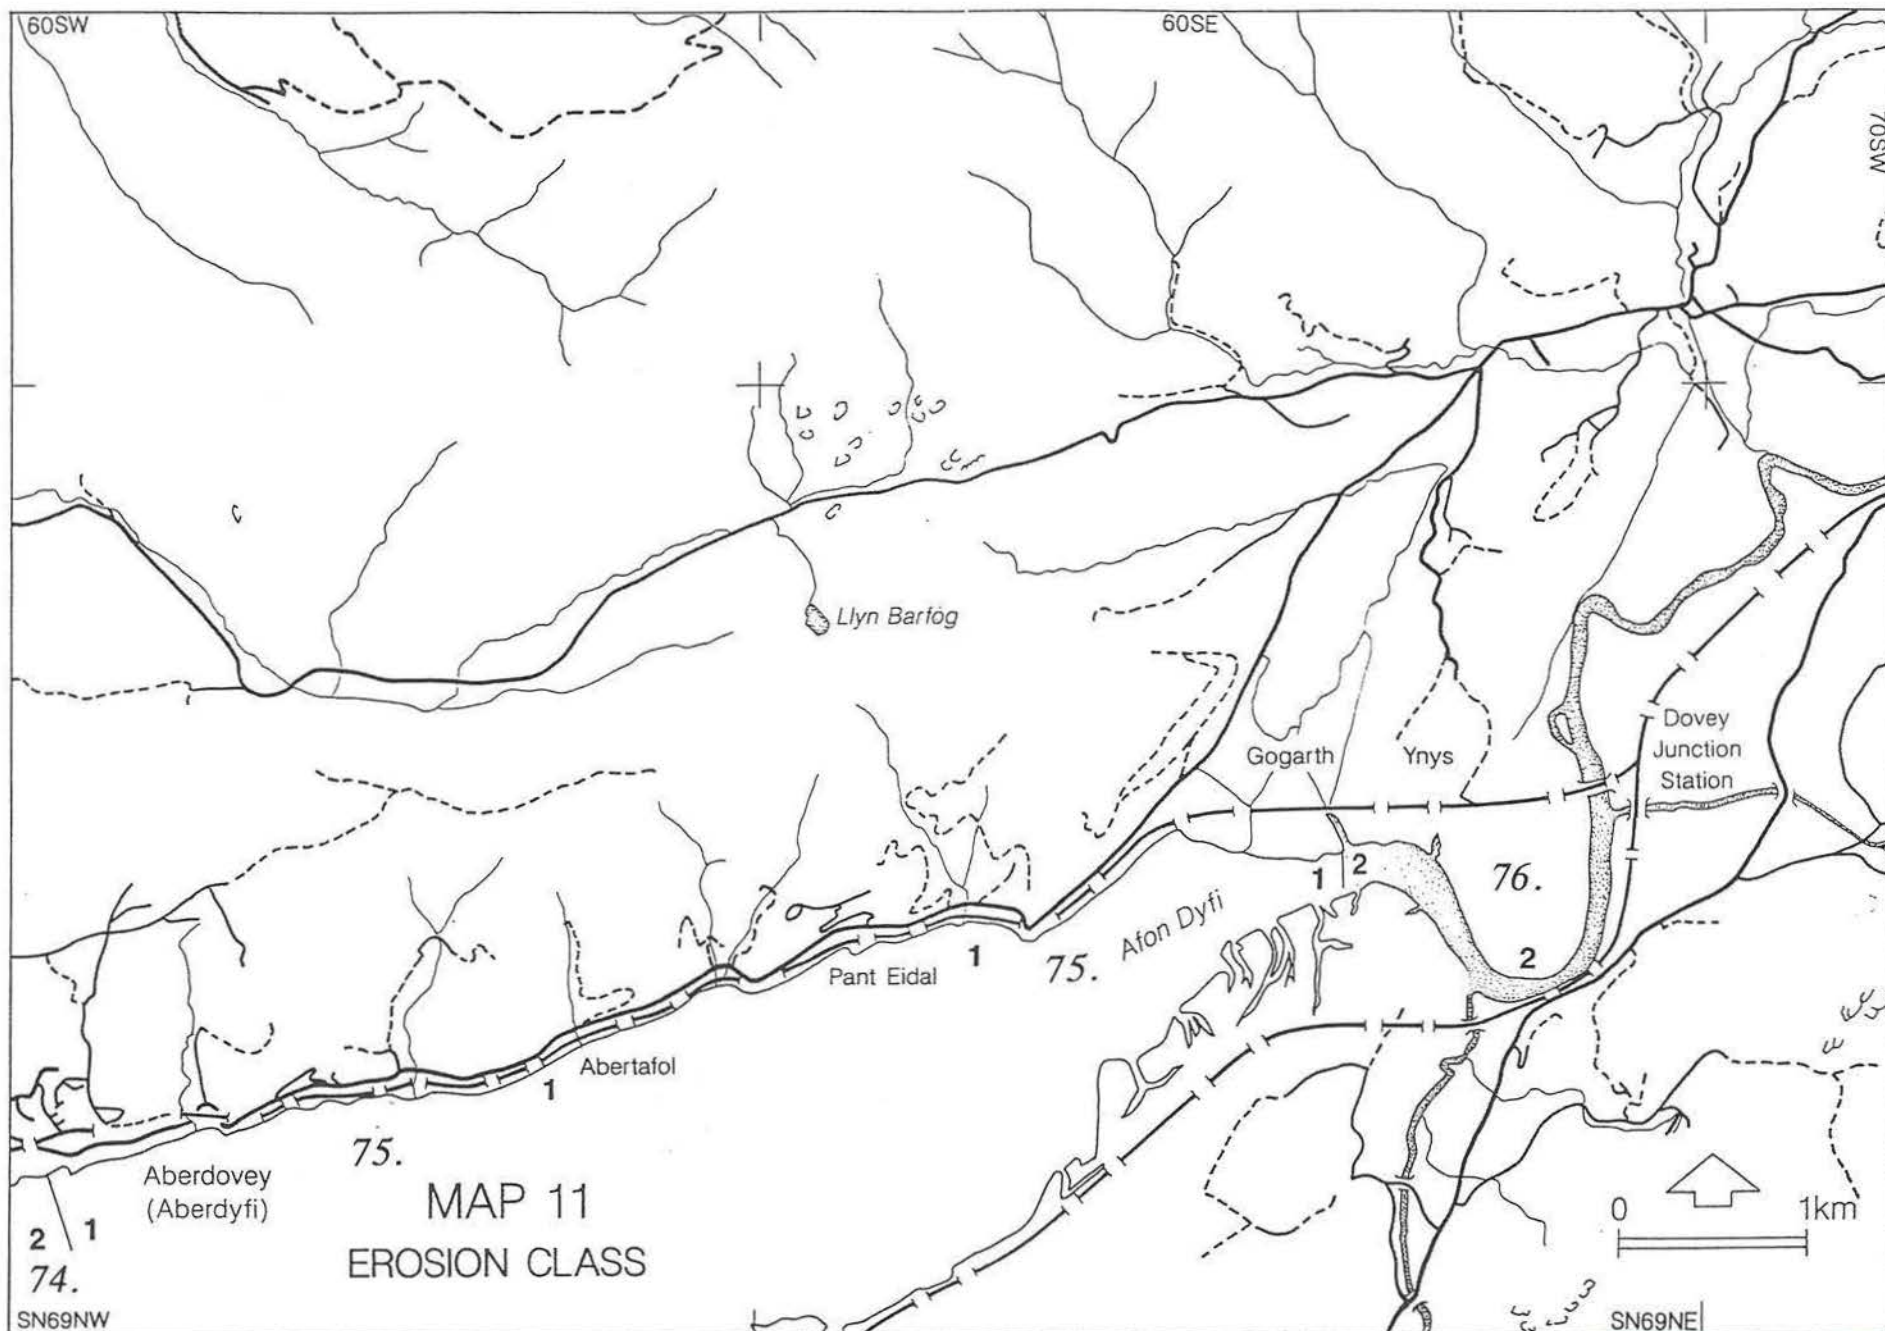 60SW
60SE
70SW
Llyn Barfog
Gogarth
Ynys
Dovey
Junction
Station
1
2
76.
Afon Dyfi
75.
1
2
Pant Eidal
Abertafol
1
75.
Aberdovey
(Aberdyfi)
MAP 11
EROSION CLASS
0
1km
2
1
74.
SN69NW
SN69NE